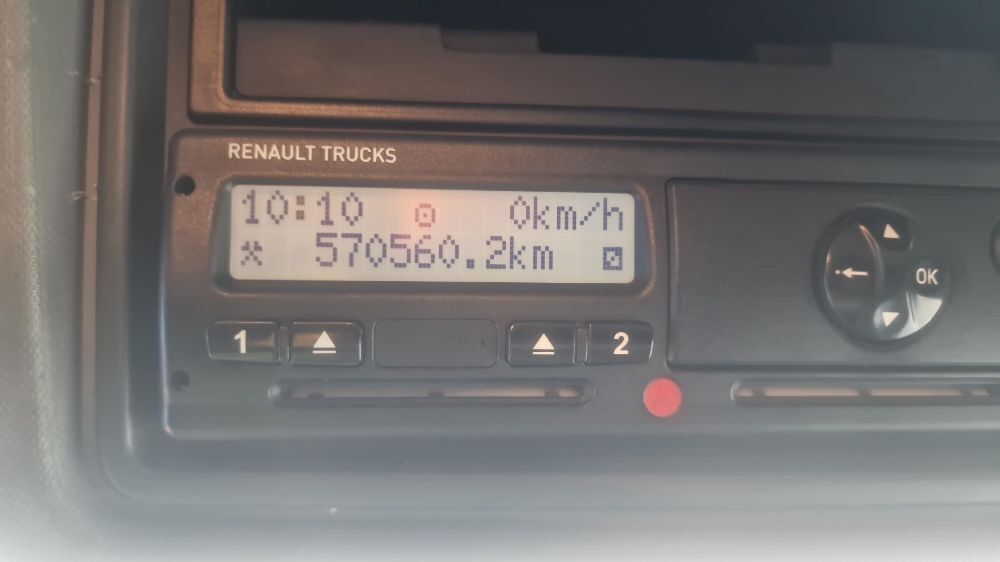 RENAULT TRUCKS
10:10 0km/h
570560.2km
1 2
OK